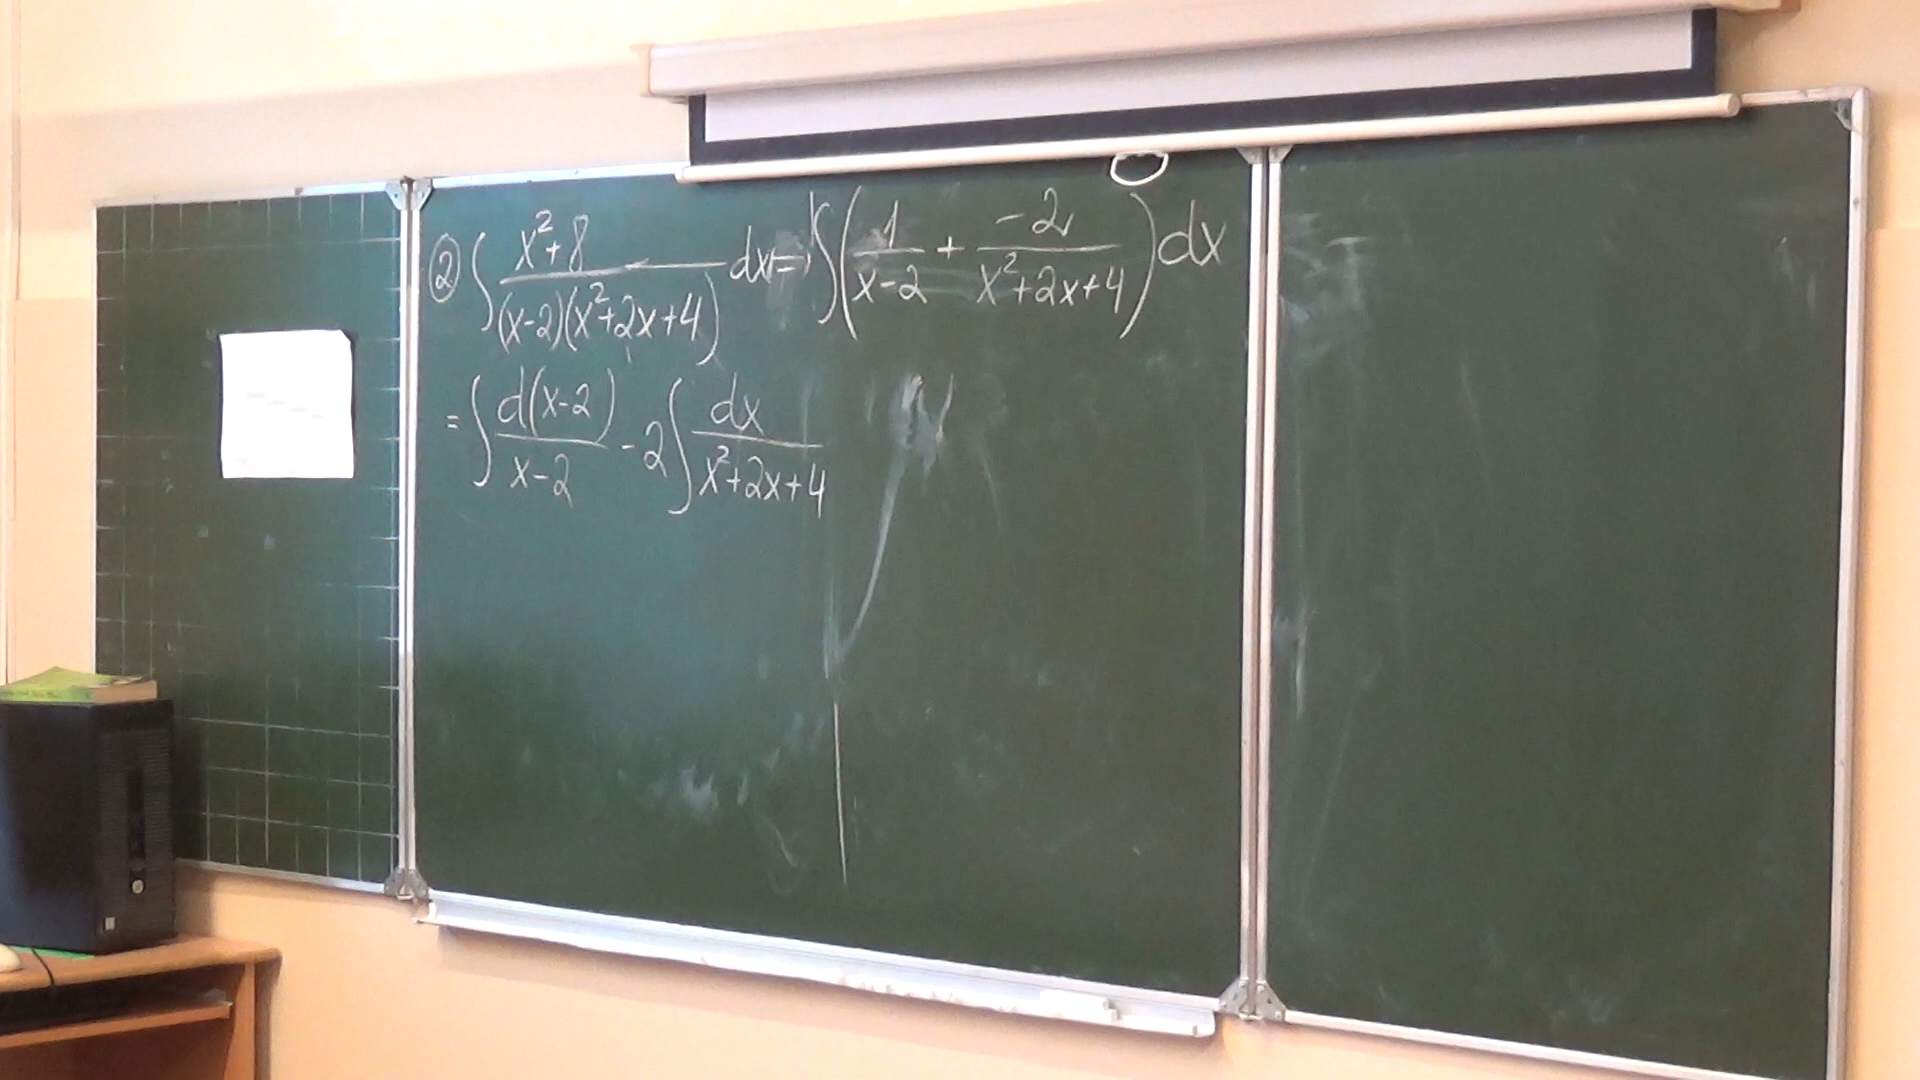 ② ∫ (x²+8)/((x-2)(x²+2x+4)) dx = ∫(1/(x-2) + (-2)/(x²+2x+4))dx
= ∫ d(x-2)/(x-2) - 2∫ dx/(x²+2x+4)